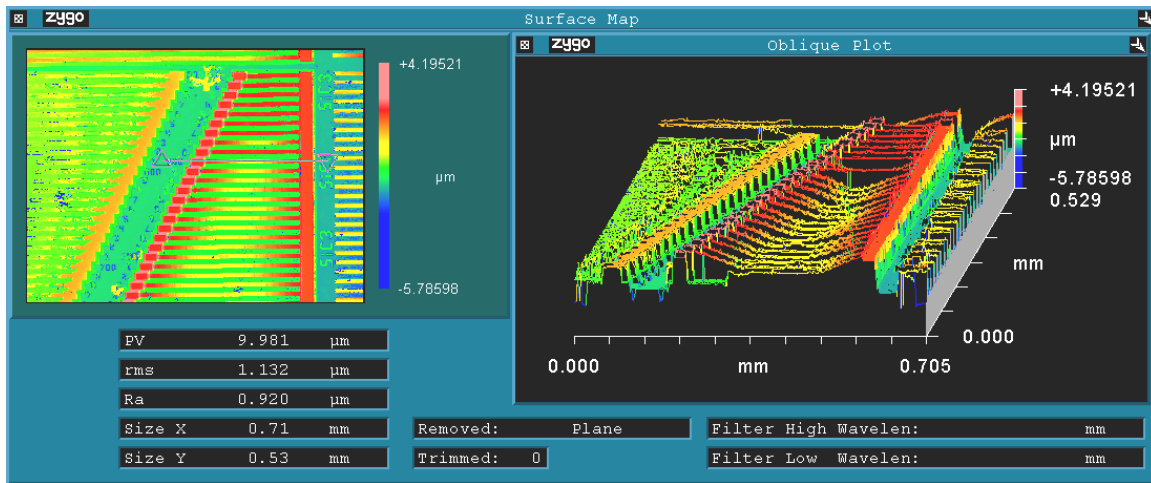 zygo Surface Map
+4.19521
µm
-5.78598
zygo Oblique Plot
+4.19521
µm
-5.78598
0.529
mm
0.000
0.000 mm 0.705
PV 9.981 µm
rms 1.132 µm
Ra 0.920 µm
Size X 0.71 mm
Size Y 0.53 mm
Removed: Plane
Trimmed: 0
Filter High Wavelen: mm
Filter Low Wavelen: mm